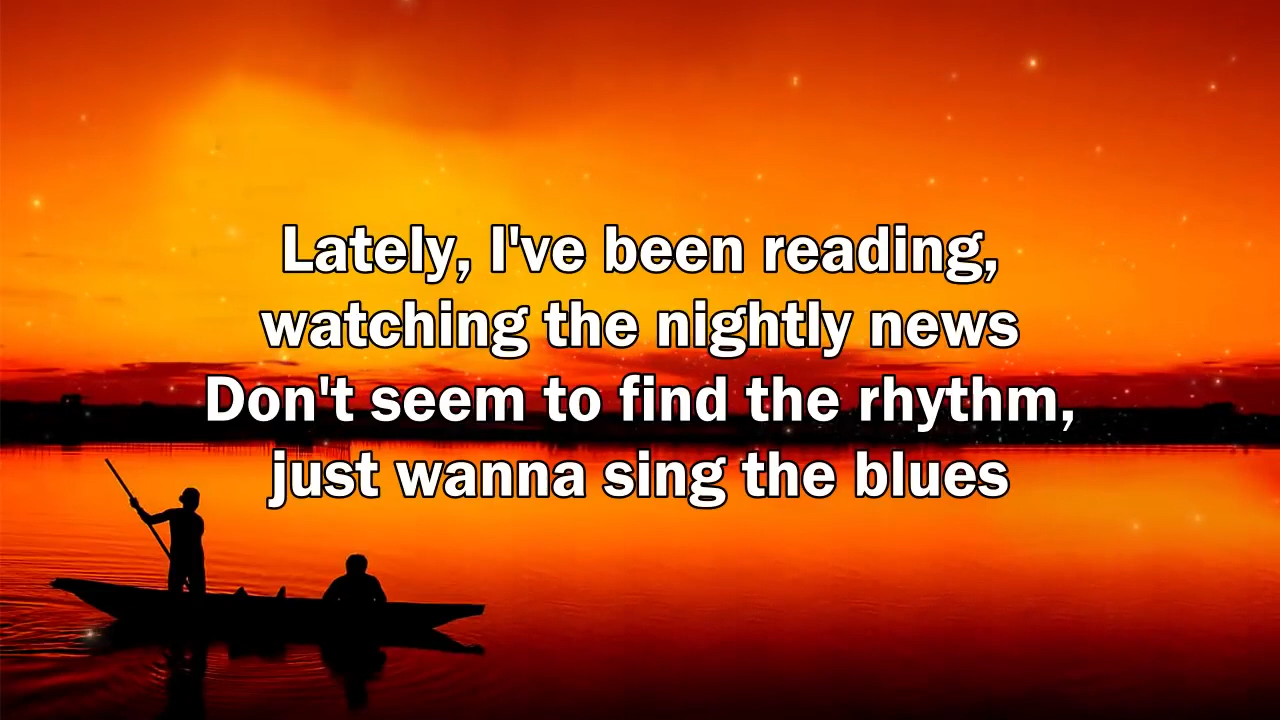 Lately, I've been reading,
watching the nightly news
Don't seem to find the rhythm,
just wanna sing the blues